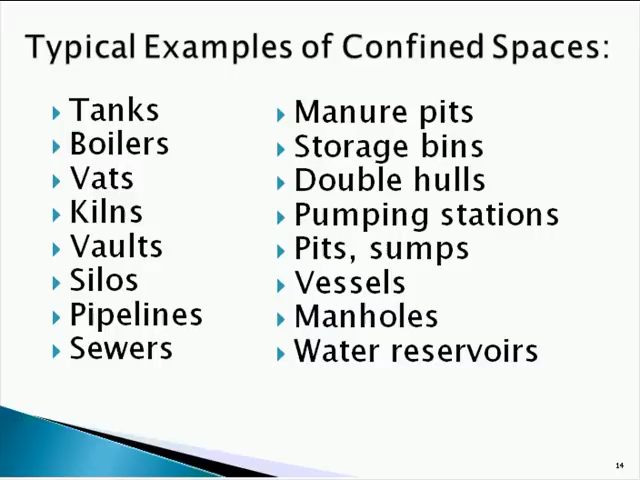 Typical Examples of Confined Spaces:
Tanks
Boilers
Vats
Kilns
Vaults
Silos
Pipelines
Sewers
Manure pits
Storage bins
Double hulls
Pumping stations
Pits, sumps
Vessels
Manholes
Water reservoirs
14